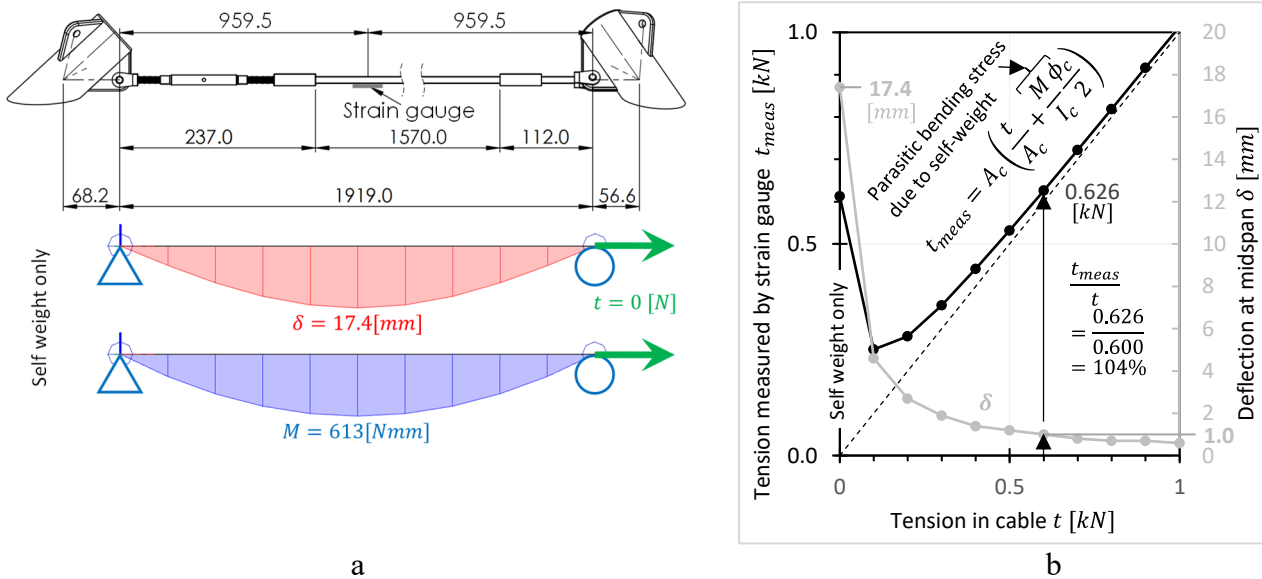 959.5
959.5
Strain gauge
237.0
1570.0
112.0
68.2
1919.0
56.6
Self weight only
t = 0 [N]
δ = 17.4[mm]
M = 613[Nmm]
a
Tension measured by strain gauge t_meas [kN]
1.0
0.5
0.0
17.4
[mm]
Parasitic bending stress
due to self-weight
t_meas = A_c (t/A_c + M/I_c ϕ_c/2)
0.626
[kN]
t_meas/t
= 0.626/0.600
= 104%
Self weight only
δ
1.0
20
18
16
14
12
10
8
6
4
2
0
Deflection at midspan δ [mm]
0
0.5
1
Tension in cable t [kN]
b